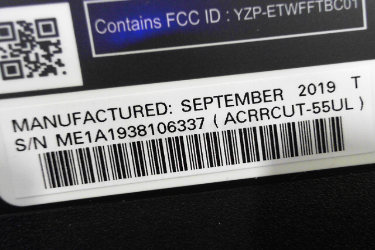 Contains FCC ID : YZP-ETWFFTBC01
MANUFACTURED: SEPTEMBER 2019 T
S/N ME1A1938106337 ( ACRRCUT-55UL )